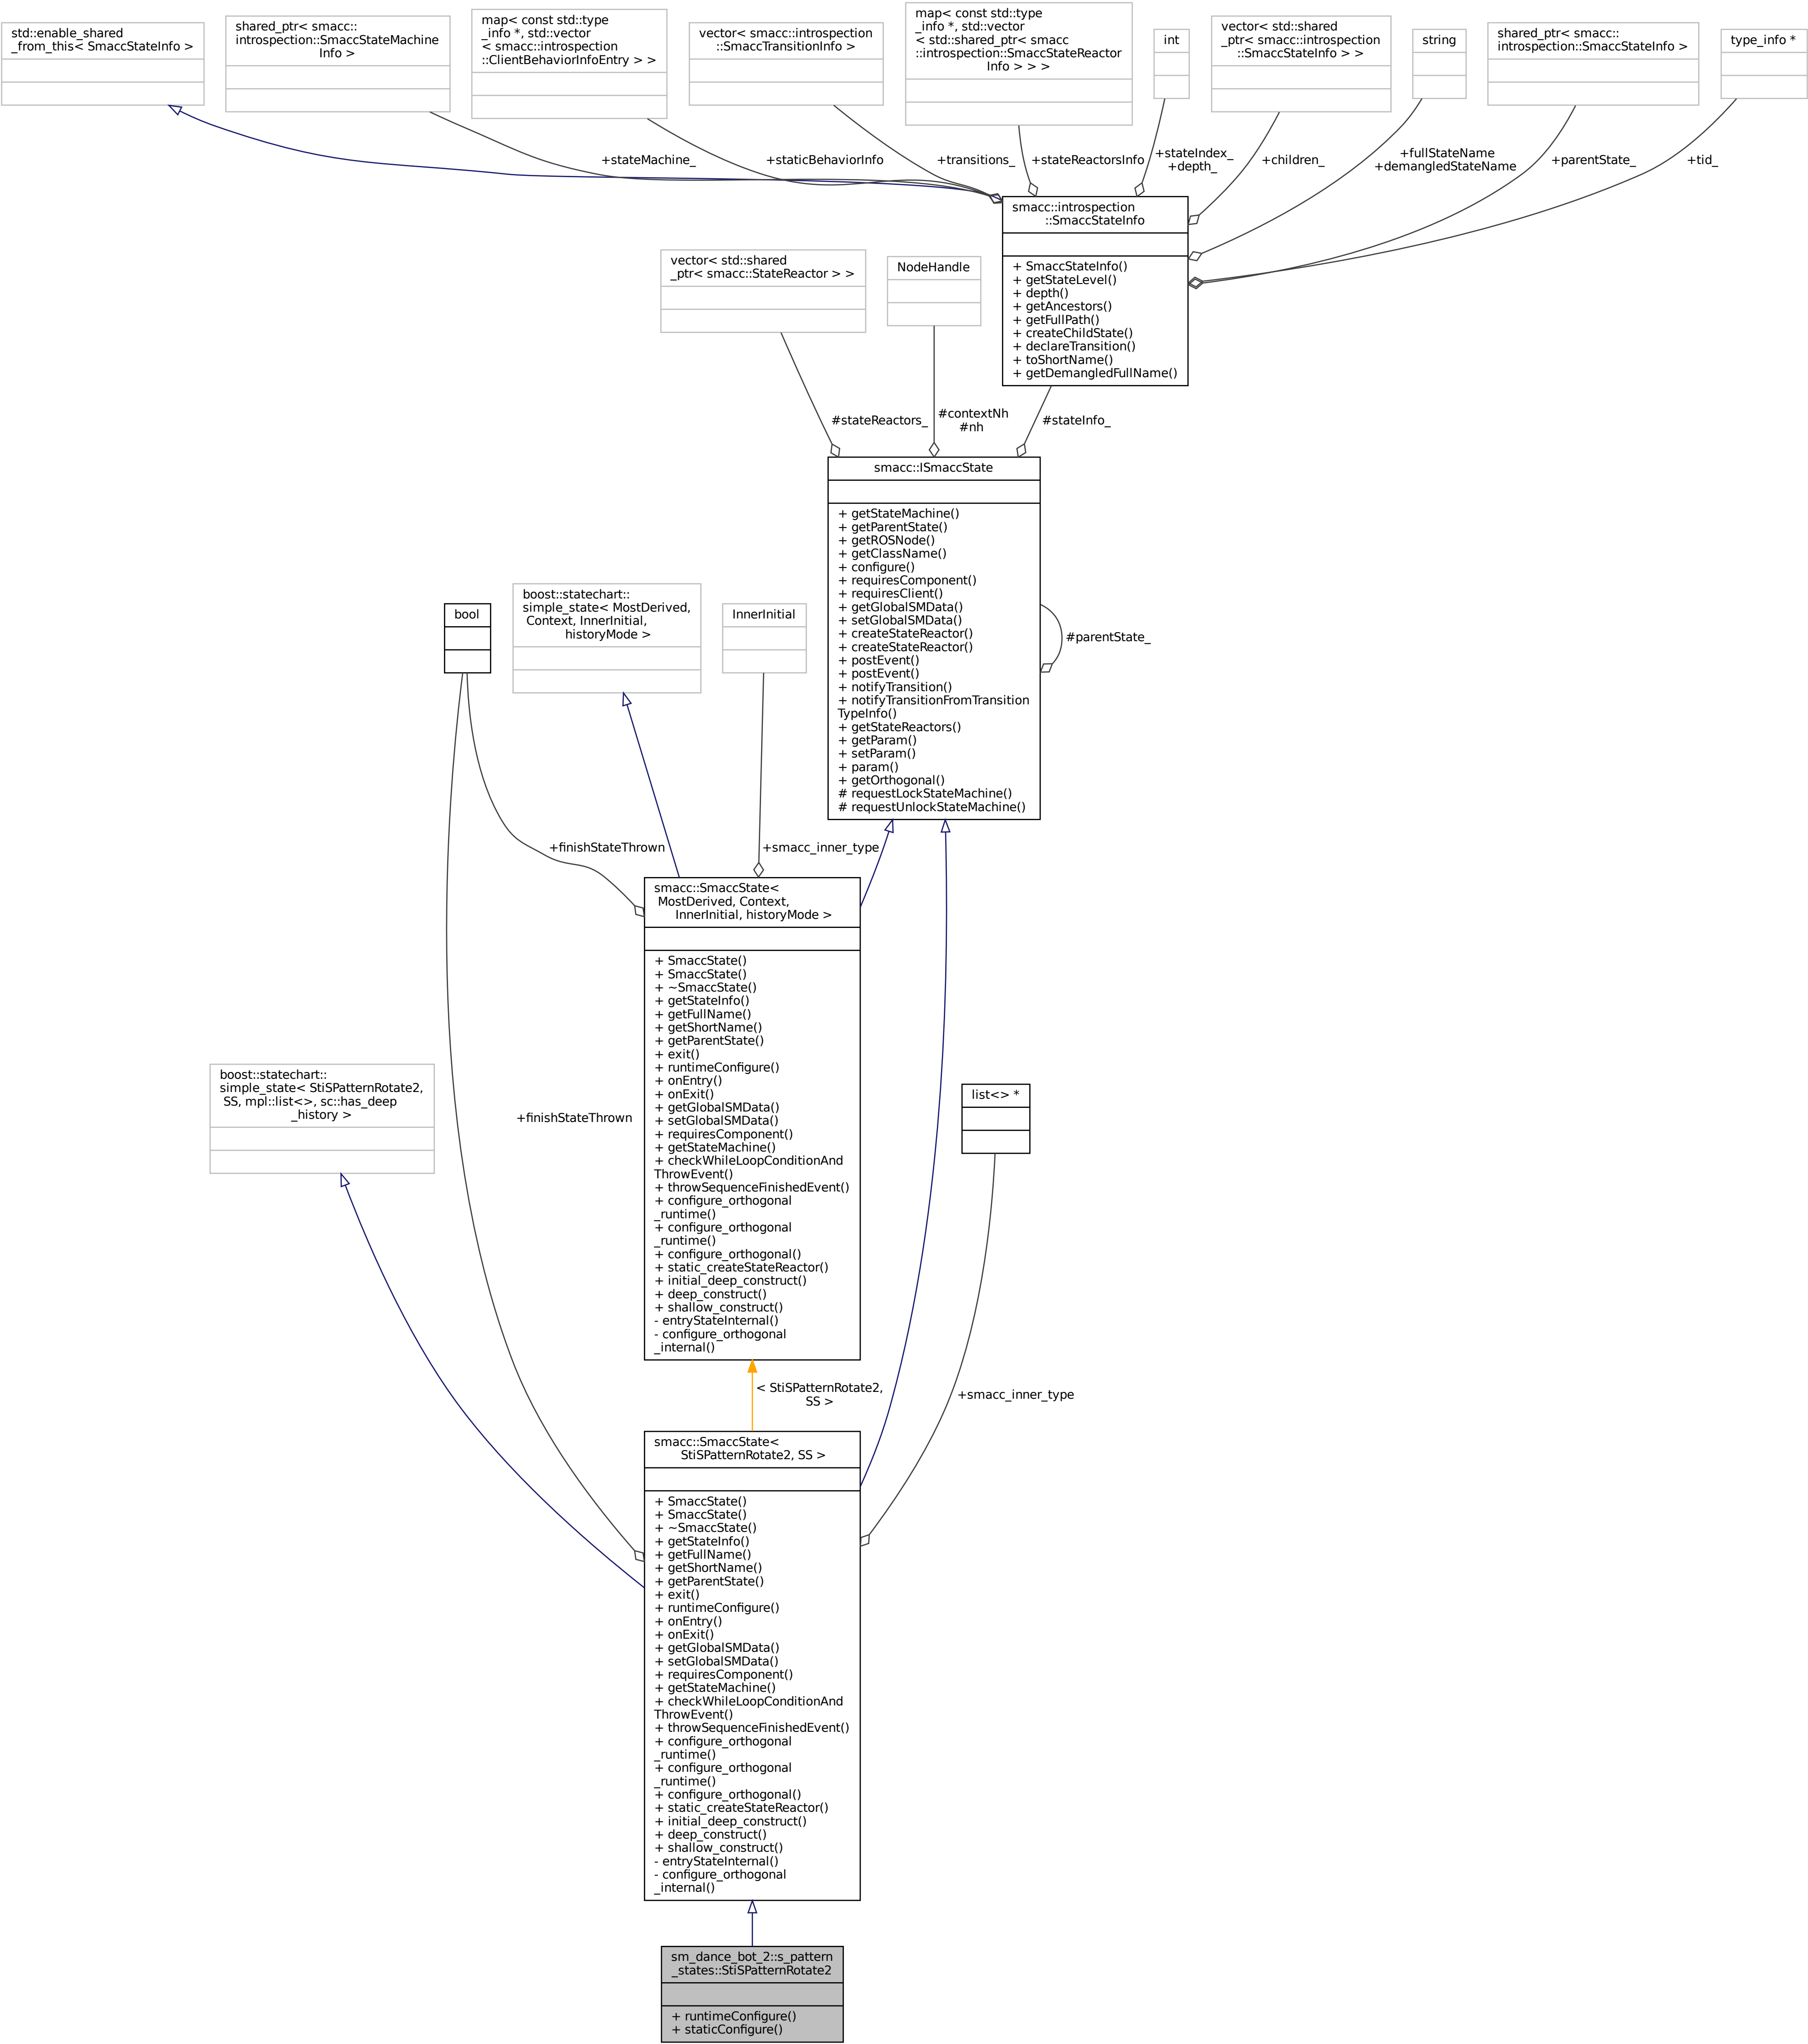 std::enable_shared
_from_this< SmaccStateInfo >
shared_ptr< smacc::
introspection::SmaccStateMachine
Info >
map< const std::type
_info *, std::vector
< smacc::introspection
::ClientBehaviorInfoEntry > >
vector< smacc::introspection
::SmaccTransitionInfo >
map< const std::type
_info *, std::vector
< std::shared_ptr< smacc
::introspection::SmaccStateReactor
Info > > >
int
vector< std::shared
_ptr< smacc::introspection
::SmaccStateInfo > >
string
shared_ptr< smacc::
introspection::SmaccStateInfo >
type_info *
+stateMachine_
+staticBehaviorInfo
+transitions_
+stateReactorsInfo
+stateIndex_
+depth_
+children_
+fullStateName
+demangledStateName
+parentState_
+tid_
smacc::introspection
::SmaccStateInfo
+ SmaccStateInfo()
+ getStateLevel()
+ depth()
+ getAncestors()
+ getFullPath()
+ createChildState()
+ declareTransition()
+ toShortName()
+ getDemangledFullName()
vector< std::shared
_ptr< smacc::StateReactor > >
NodeHandle
#stateReactors_
#contextNh
#nh
#stateInfo_
smacc::ISmaccState
+ getStateMachine()
+ getParentState()
+ getROSNode()
+ getClassName()
+ configure()
+ requiresComponent()
+ requiresClient()
+ getGlobalSMData()
+ setGlobalSMData()
+ createStateReactor()
+ createStateReactor()
+ postEvent()
+ postEvent()
+ notifyTransition()
+ notifyTransitionFromTransition
TypeInfo()
+ getStateReactors()
+ getParam()
+ setParam()
+ param()
+ getOrthogonal()
# requestLockStateMachine()
# requestUnlockStateMachine()
#parentState_
bool
boost::statechart::
simple_state< MostDerived,
Context, InnerInitial,
historyMode >
InnerInitial
+finishStateThrown
+smacc_inner_type
smacc::SmaccState<
MostDerived, Context,
InnerInitial, historyMode >
+ SmaccState()
+ SmaccState()
+ ~SmaccState()
+ getStateInfo()
+ getFullName()
+ getShortName()
+ getParentState()
+ exit()
+ runtimeConfigure()
+ onEntry()
+ onExit()
+ getGlobalSMData()
+ setGlobalSMData()
+ requiresComponent()
+ getStateMachine()
+ checkWhileLoopConditionAnd
ThrowEvent()
+ throwSequenceFinishedEvent()
+ configure_orthogonal
_runtime()
+ configure_orthogonal
_runtime()
+ configure_orthogonal()
+ static_createStateReactor()
+ initial_deep_construct()
+ deep_construct()
+ shallow_construct()
- entryStateInternal()
- configure_orthogonal
_internal()
boost::statechart::
simple_state< StiSPatternRotate2,
SS, mpl::list<>, sc::has_deep
_history >
+finishStateThrown
list<> *
< StiSPatternRotate2,
SS >
+smacc_inner_type
smacc::SmaccState<
StiSPatternRotate2, SS >
+ SmaccState()
+ SmaccState()
+ ~SmaccState()
+ getStateInfo()
+ getFullName()
+ getShortName()
+ getParentState()
+ exit()
+ runtimeConfigure()
+ onEntry()
+ onExit()
+ getGlobalSMData()
+ setGlobalSMData()
+ requiresComponent()
+ getStateMachine()
+ checkWhileLoopConditionAnd
ThrowEvent()
+ throwSequenceFinishedEvent()
+ configure_orthogonal
_runtime()
+ configure_orthogonal
_runtime()
+ configure_orthogonal()
+ static_createStateReactor()
+ initial_deep_construct()
+ deep_construct()
+ shallow_construct()
- entryStateInternal()
- configure_orthogonal
_internal()
sm_dance_bot_2::s_pattern
_states::StiSPatternRotate2
+ runtimeConfigure()
+ staticConfigure()